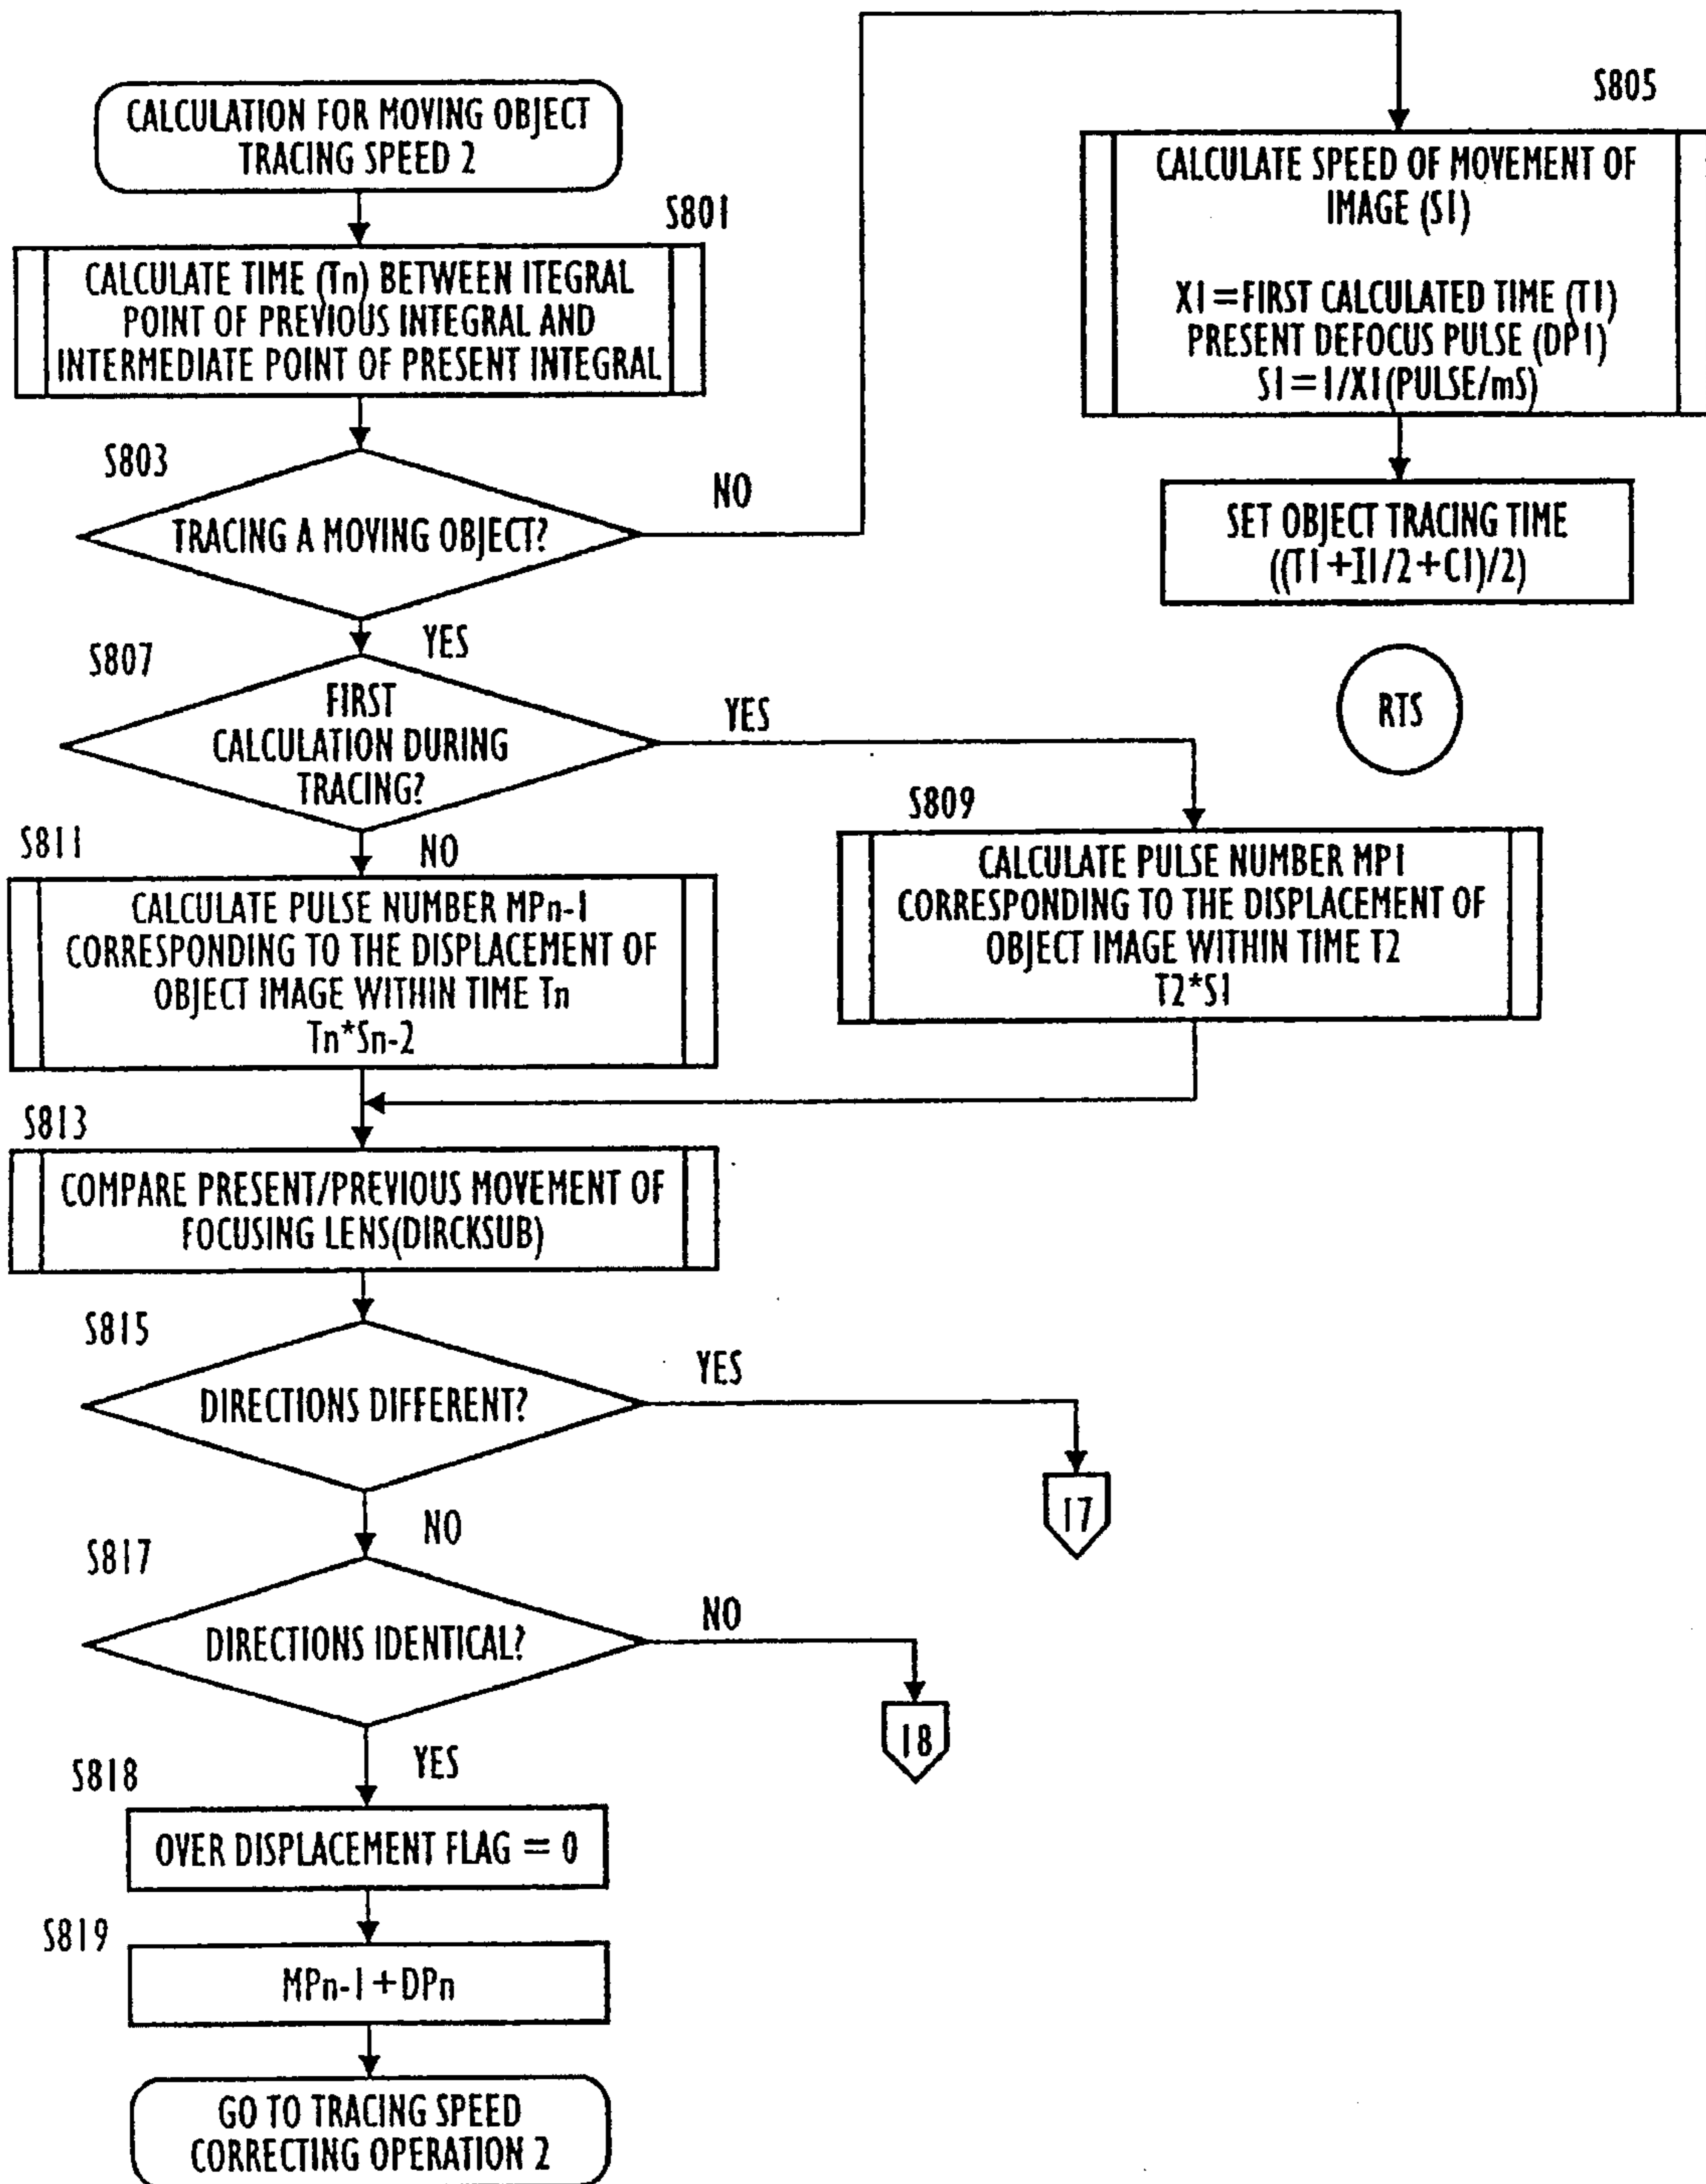 CALCULATION FOR MOVING OBJECT
TRACING SPEED 2
S801
CALCULATE TIME (Tn) BETWEEN ITEGRAL
POINT OF PREVIOUS INTEGRAL AND
INTERMEDIATE POINT OF PRESENT INTEGRAL
S803
TRACING A MOVING OBJECT?
NO
YES
S805
CALCULATE SPEED OF MOVEMENT OF
IMAGE (S1)
X1=FIRST CALCULATED TIME (T1)
PRESENT DEFOCUS PULSE (DP1)
S1=1/X1(PULSE/mS)
SET OBJECT TRACING TIME
((T1+I1/2+C1)/2)
RTS
S807
FIRST
CALCULATION DURING
TRACING?
YES
NO
S809
CALCULATE PULSE NUMBER MP1
CORRESPONDING TO THE DISPLACEMENT OF
OBJECT IMAGE WITHIN TIME T2
T2*S1
S811
CALCULATE PULSE NUMBER MPn-1
CORRESPONDING TO THE DISPLACEMENT OF
OBJECT IMAGE WITHIN TIME Tn
Tn*Sn-2
S813
COMPARE PRESENT/PREVIOUS MOVEMENT OF
FOCUSING LENS(DIRCKSUB)
S815
DIRECTIONS DIFFERENT?
YES
17
NO
S817
DIRECTIONS IDENTICAL?
NO
18
YES
S818
OVER DISPLACEMENT FLAG = 0
S819
MPn-1+DPn
GO TO TRACING SPEED
CORRECTING OPERATION 2